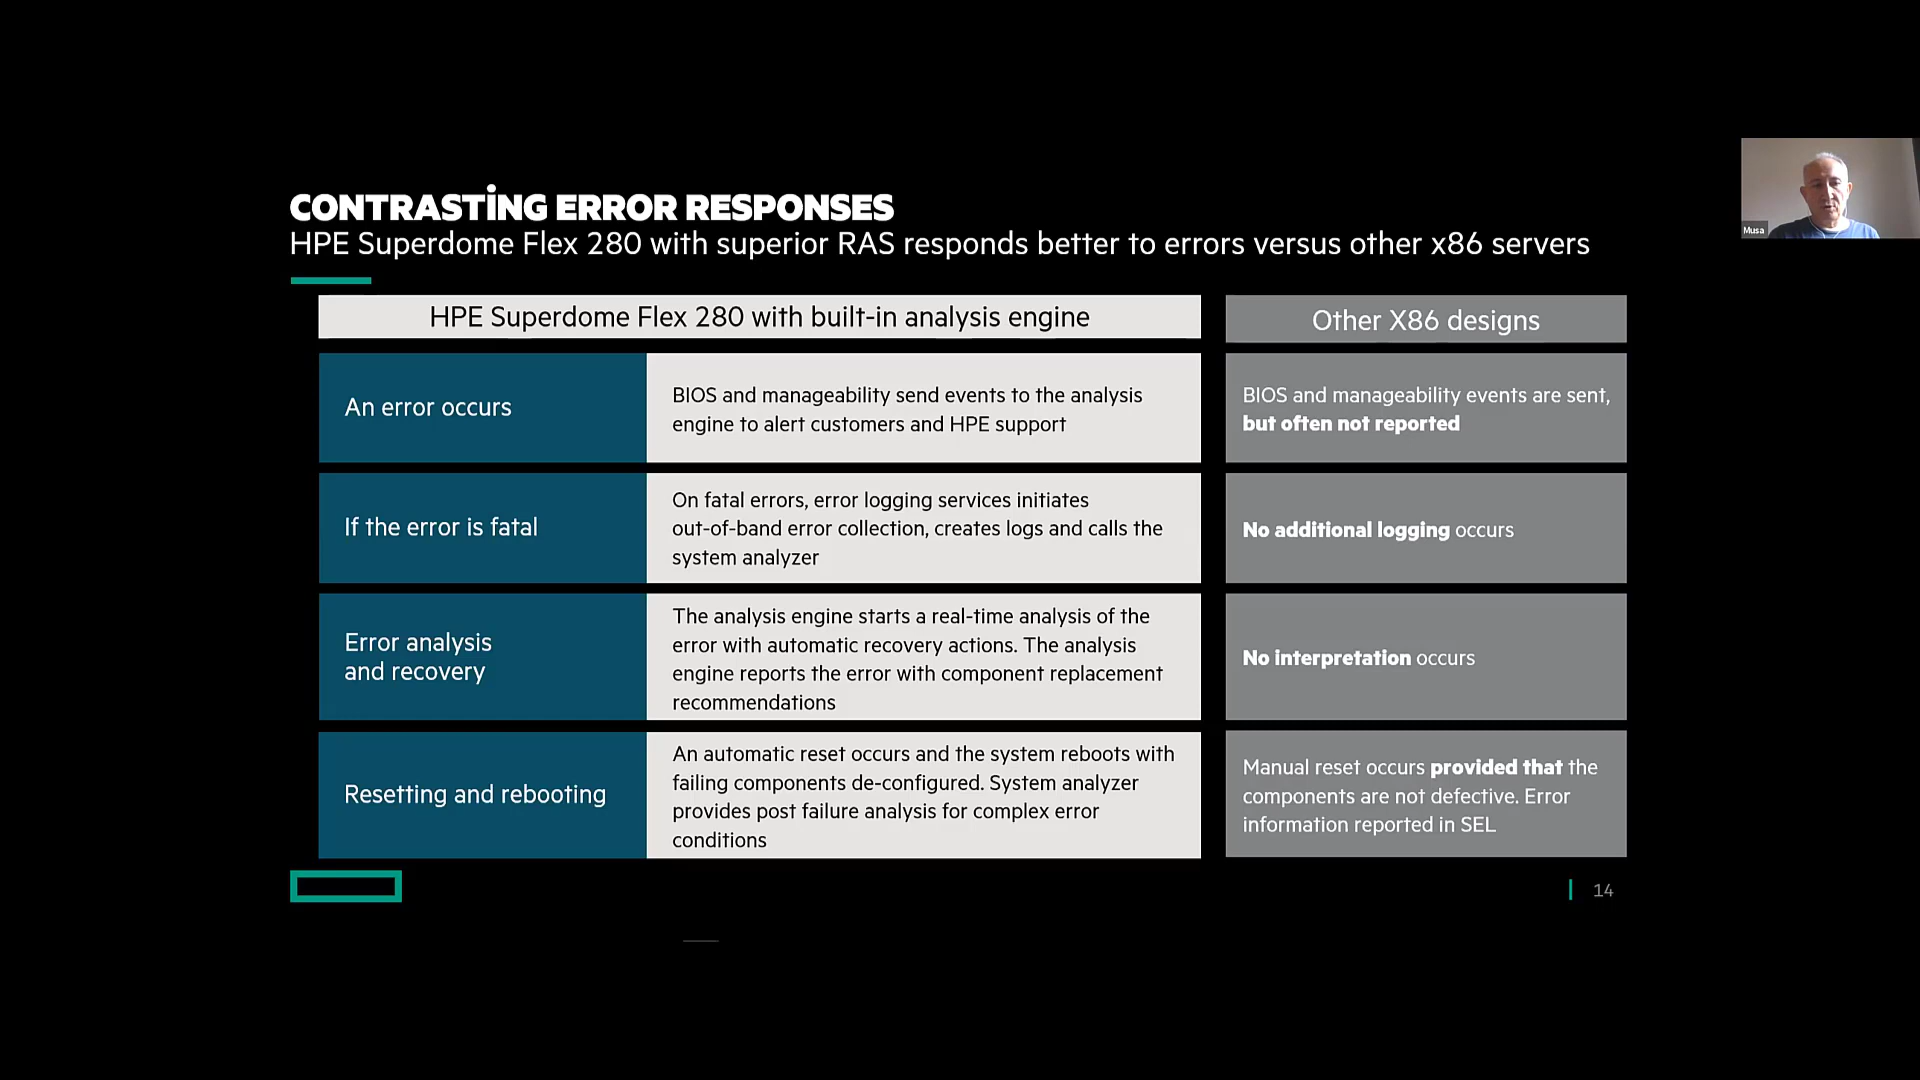 CONTRASTİNG ERROR RESPONSES
HPE Superdome Flex 280 with superior RAS responds better to errors versus other x86 servers
HPE Superdome Flex 280 with built-in analysis engine
Other X86 designs
An error occurs
BIOS and manageability send events to the analysis
engine to alert customers and HPE support
BIOS and manageability events are sent,
but often not reported
If the error is fatal
On fatal errors, error logging services initiates
out-of-band error collection, creates logs and calls the
system analyzer
No additional logging occurs
Error analysis
and recovery
The analysis engine starts a real-time analysis of the
error with automatic recovery actions. The analysis
engine reports the error with component replacement
recommendations
No interpretation occurs
Resetting and rebooting
An automatic reset occurs and the system reboots with
failing components de-configured. System analyzer
provides post failure analysis for complex error
conditions
Manual reset occurs provided that the
components are not defective. Error
information reported in SEL
14
Musa